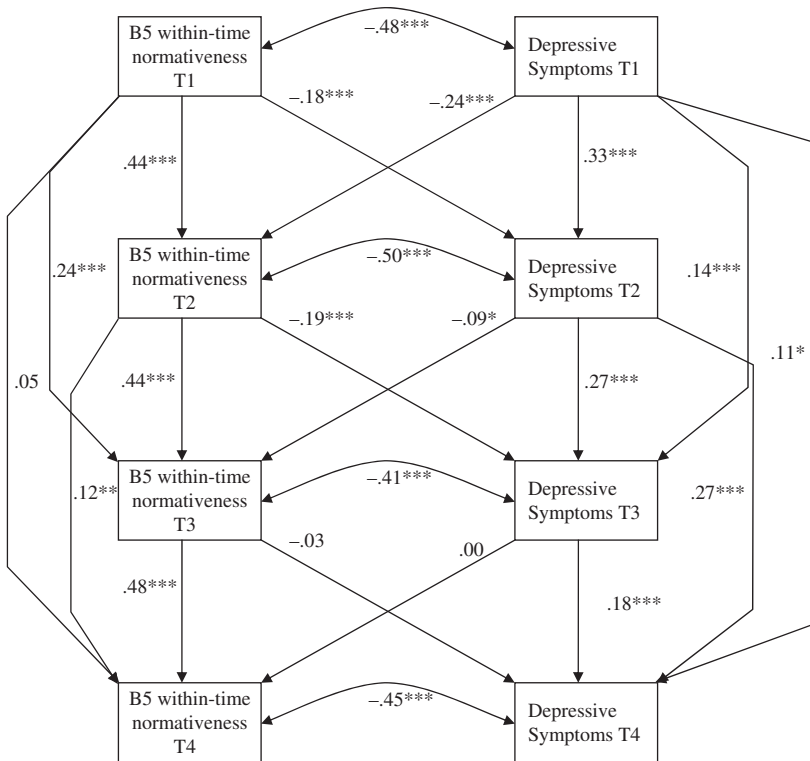 B5 within-time
normativeness
T1
–.48***
Depressive
Symptoms T1
–.18***
–.24***
.44***
.33***
B5 within-time
normativeness
T2
–.50***
Depressive
Symptoms T2
.24***
.14***
–.19***
–.09*
.05
.44***
.27***
.11*
B5 within-time
normativeness
T3
–.41***
Depressive
Symptoms T3
.12**
.27***
–.03
.00
.48***
.18***
B5 within-time
normativeness
T4
–.45***
Depressive
Symptoms T4